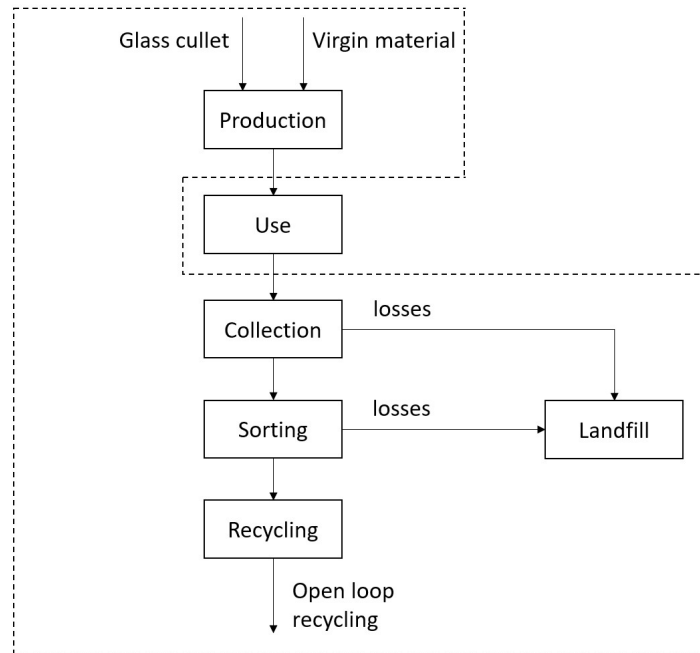 Glass cullet
Virgin material
Production
Use
Collection
losses
Sorting
losses
Landfill
Recycling
Open loop
recycling